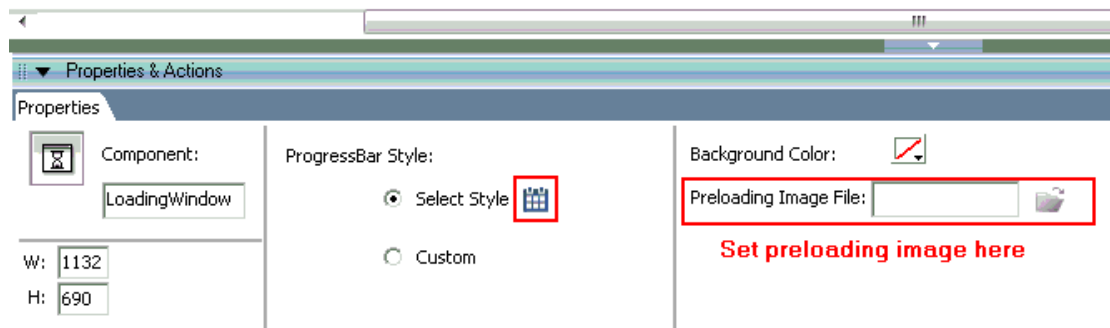 Properties & Actions
Properties
Component:
LoadingWindow
W: 1132
H: 690
ProgressBar Style:
Select Style
Custom
Background Color:
Preloading Image File:
Set preloading image here